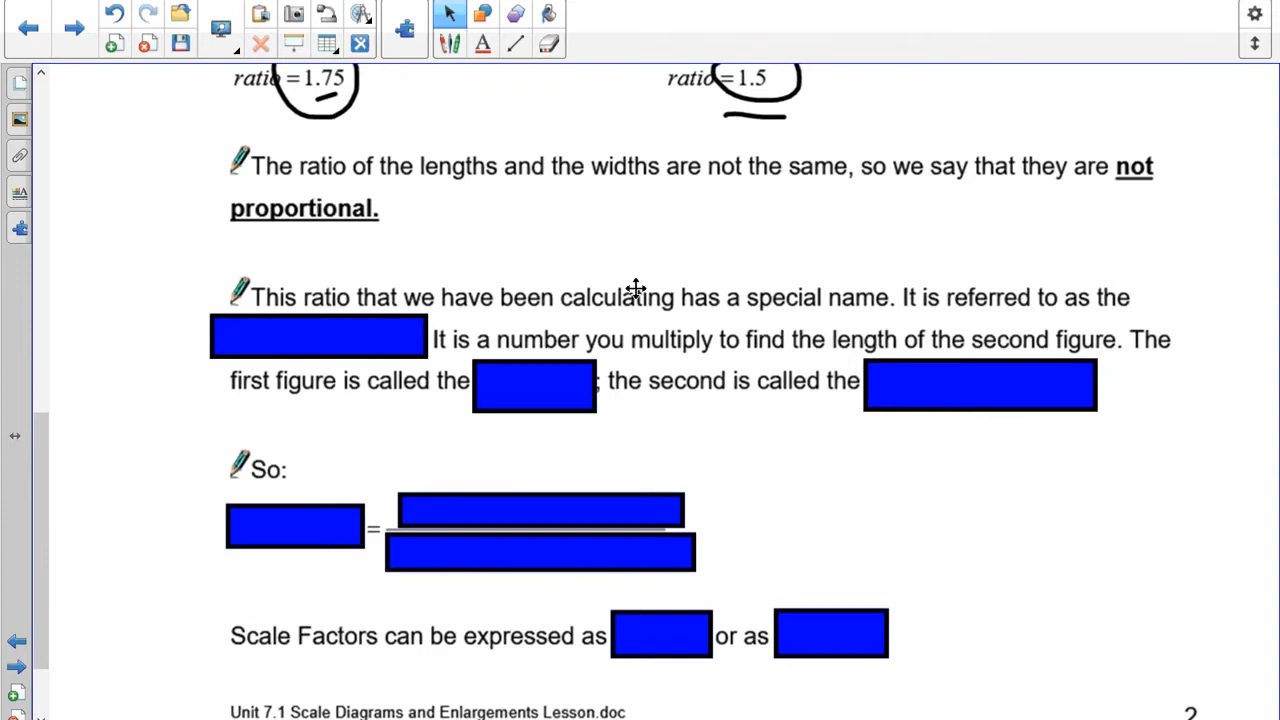 ratio = 1.75
ratio = 1.5
The ratio of the lengths and the widths are not the same, so we say that they are not
proportional.
This ratio that we have been calculating has a special name. It is referred to as the
It is a number you multiply to find the length of the second figure. The
first figure is called the ; the second is called the
So:
=
Scale Factors can be expressed as or as
Unit 7.1 Scale Diagrams and Enlargements Lesson.doc
2